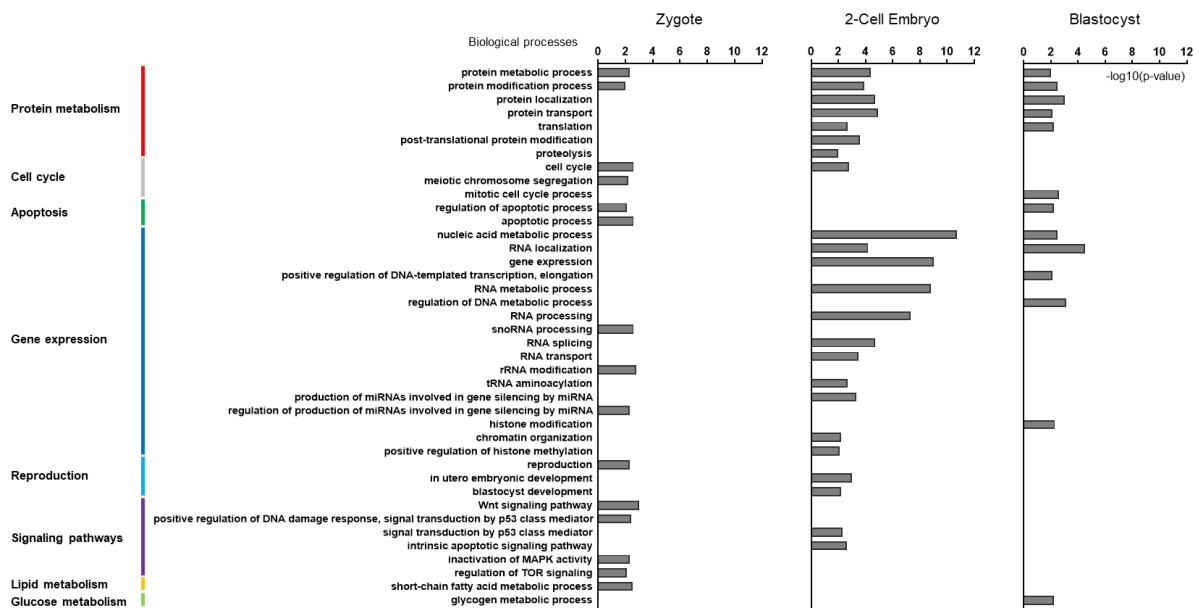 Zygote 2-Cell Embryo Blastocyst
Biological processes
0 2 4 6 8 10 12 0 2 4 6 8 10 12 0 2 4 6 8 10 12
-log10(p-value)
Protein metabolism
protein metabolic process
protein modification process
protein localization
protein transport
translation
post-translational protein modification
proteolysis
Cell cycle
cell cycle
meiotic chromosome segregation
mitotic cell cycle process
Apoptosis
regulation of apoptotic process
apoptotic process
Gene expression
nucleic acid metabolic process
RNA localization
gene expression
positive regulation of DNA-templated transcription, elongation
RNA metabolic process
regulation of DNA metabolic process
RNA processing
snoRNA processing
RNA splicing
RNA transport
rRNA modification
tRNA aminoacylation
production of miRNAs involved in gene silencing by miRNA
regulation of production of miRNAs involved in gene silencing by miRNA
histone modification
chromatin organization
positive regulation of histone methylation
Reproduction
reproduction
in utero embryonic development
blastocyst development
Signaling pathways
Wnt signaling pathway
positive regulation of DNA damage response, signal transduction by p53 class mediator
signal transduction by p53 class mediator
intrinsic apoptotic signaling pathway
inactivation of MAPK activity
regulation of TOR signaling
Lipid metabolism
short-chain fatty acid metabolic process
Glucose metabolism
glycogen metabolic process